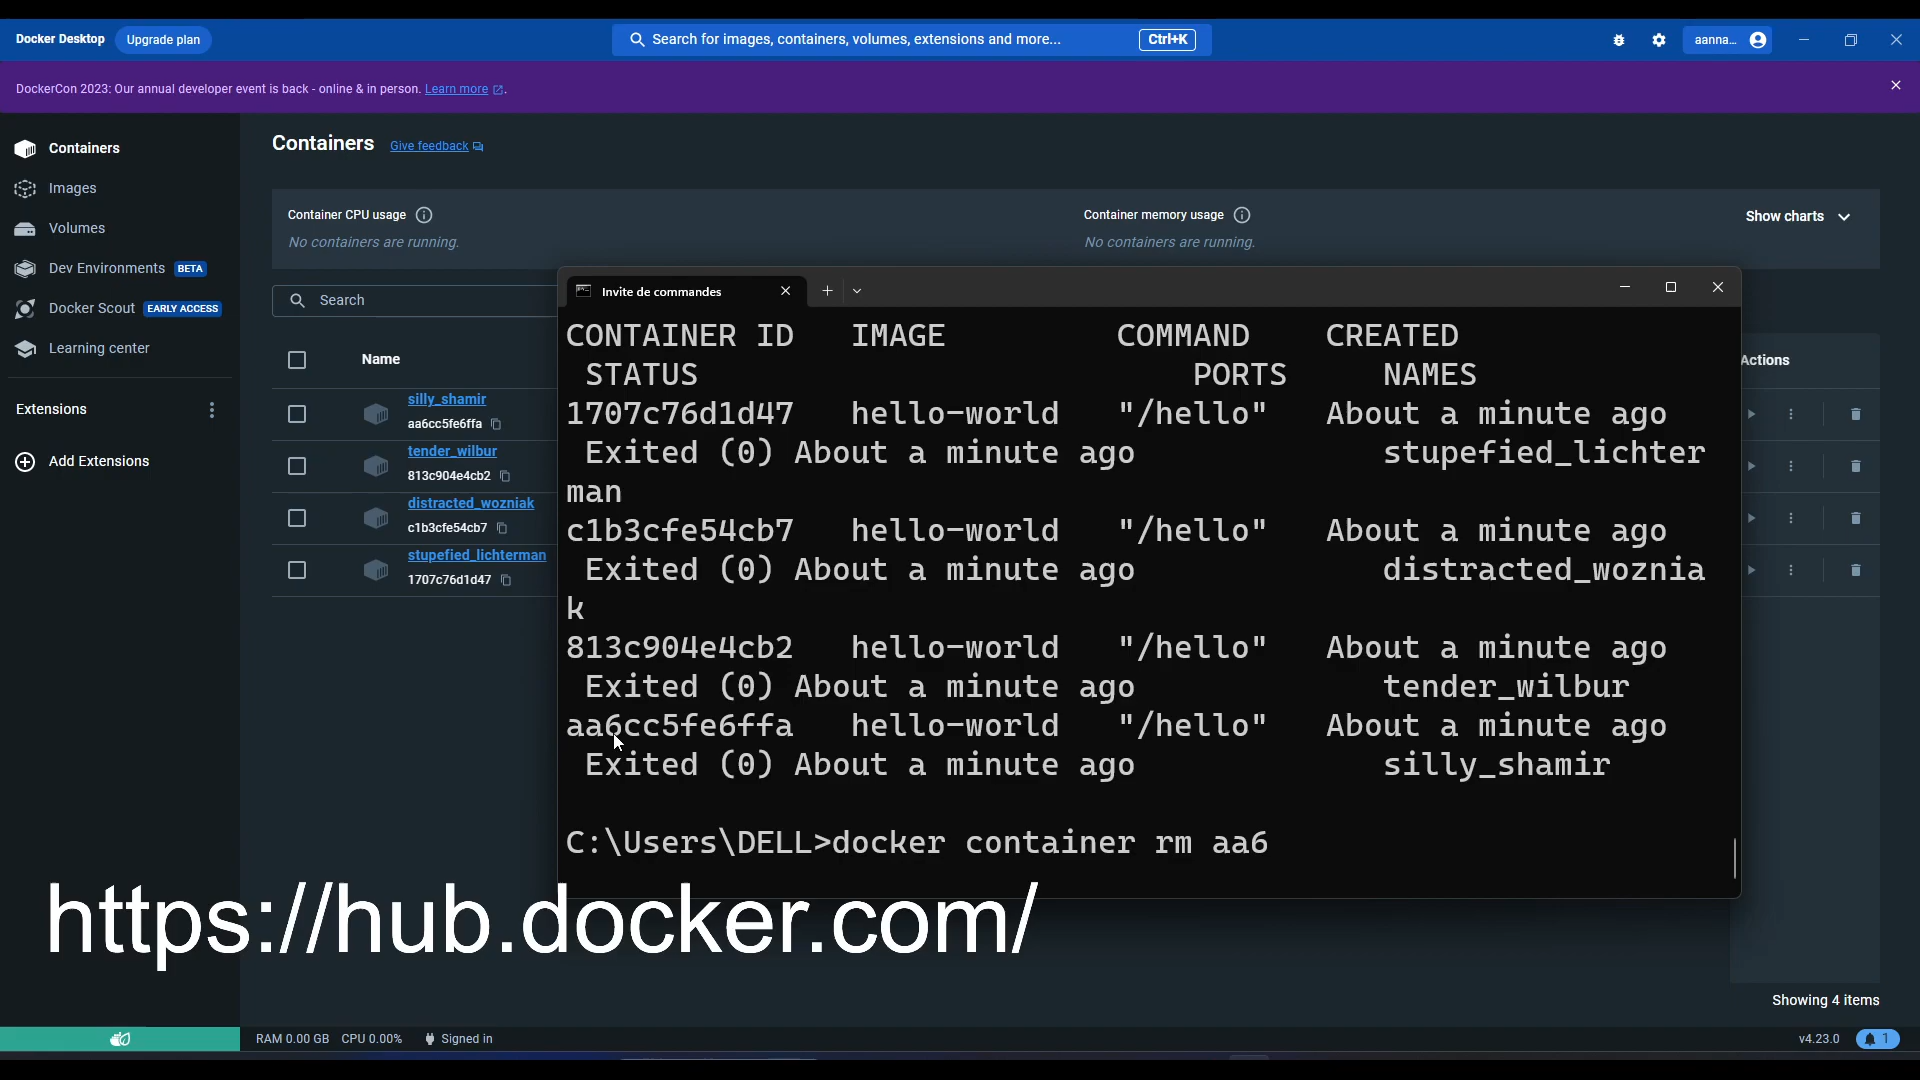 Docker Desktop Upgrade plan Search for images, containers, volumes, extensions and more... Ctrl+K aanna...
DockerCon 2023: Our annual developer event is back - online & in person. Learn more .
Containers
Images
Volumes
Dev Environments BETA
Docker Scout EARLY ACCESS
Learning center
Extensions
Add Extensions
Containers Give feedback
Container CPU usage
No containers are running.
Container memory usage
No containers are running.
Show charts
Search
Name
Actions
silly_shamir
aa6cc5fe6ffa
tender_wilbur
813c904e4cb2
distracted_wozniak
c1b3cfe54cb7
stupefied_lichterman
1707c76d1d47
Invite de commandes
CONTAINER ID IMAGE COMMAND CREATED
STATUS PORTS NAMES
1707c76d1d47 hello-world "/hello" About a minute ago
Exited (0) About a minute ago stupefied_lichter
man
c1b3cfe54cb7 hello-world "/hello" About a minute ago
Exited (0) About a minute ago distracted_woznia
k
813c904e4cb2 hello-world "/hello" About a minute ago
Exited (0) About a minute ago tender_wilbur
aa6cc5fe6ffa hello-world "/hello" About a minute ago
Exited (0) About a minute ago silly_shamir
C:\Users\DELL>docker container rm aa6
https://hub.docker.com/
Showing 4 items
RAM 0.00 GB CPU 0.00% Signed in
v4.23.0 1